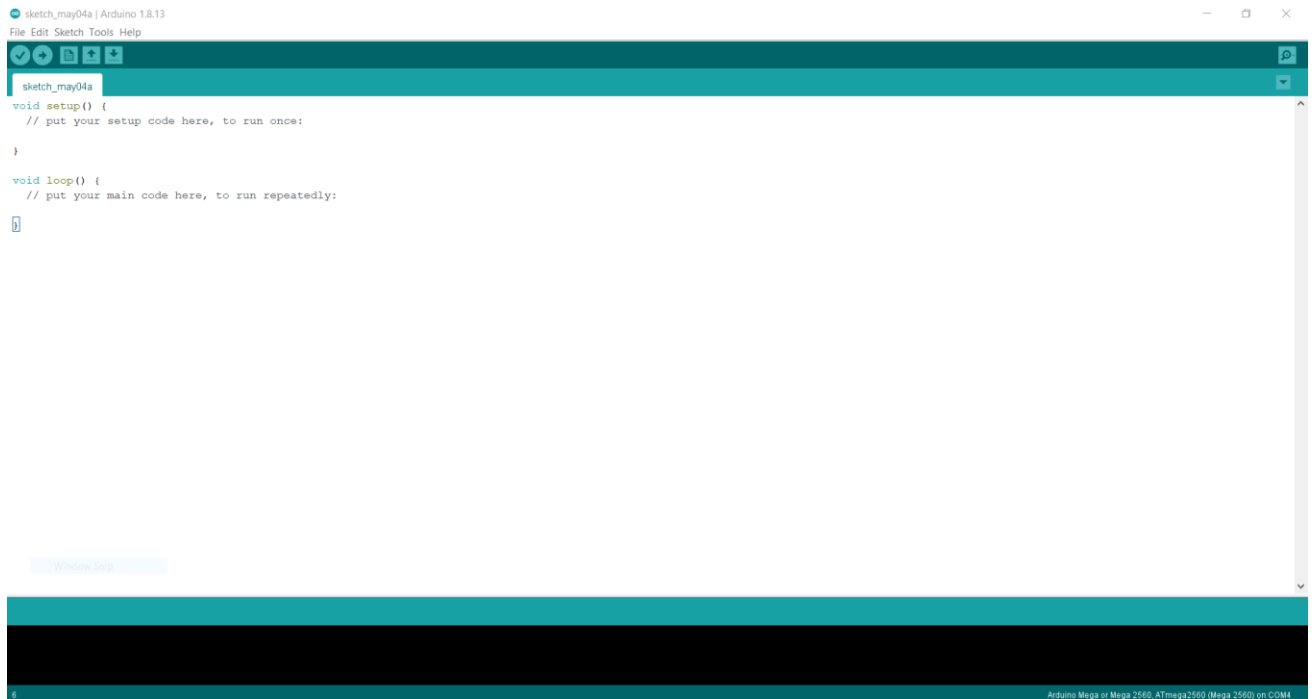 sketch_may04a | Arduino 1.8.13
File Edit Sketch Tools Help
sketch_may04a
void setup() {
  // put your setup code here, to run once:
}
void loop() {
  // put your main code here, to run repeatedly:
}
Window Snip
6 Arduino Mega or Mega 2560, ATmega2560 (Mega 2560) on COM4